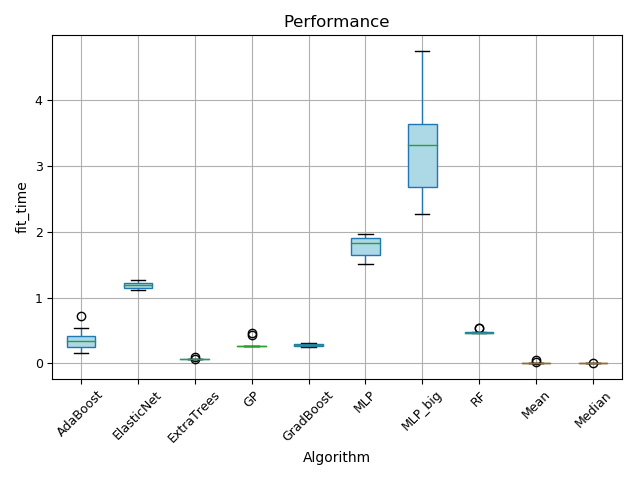 Performance
fit_time
4
3
2
1
0
AdaBoost
ElasticNet
ExtraTrees
GP
GradBoost
MLP
MLP_big
RF
Mean
Median
Algorithm